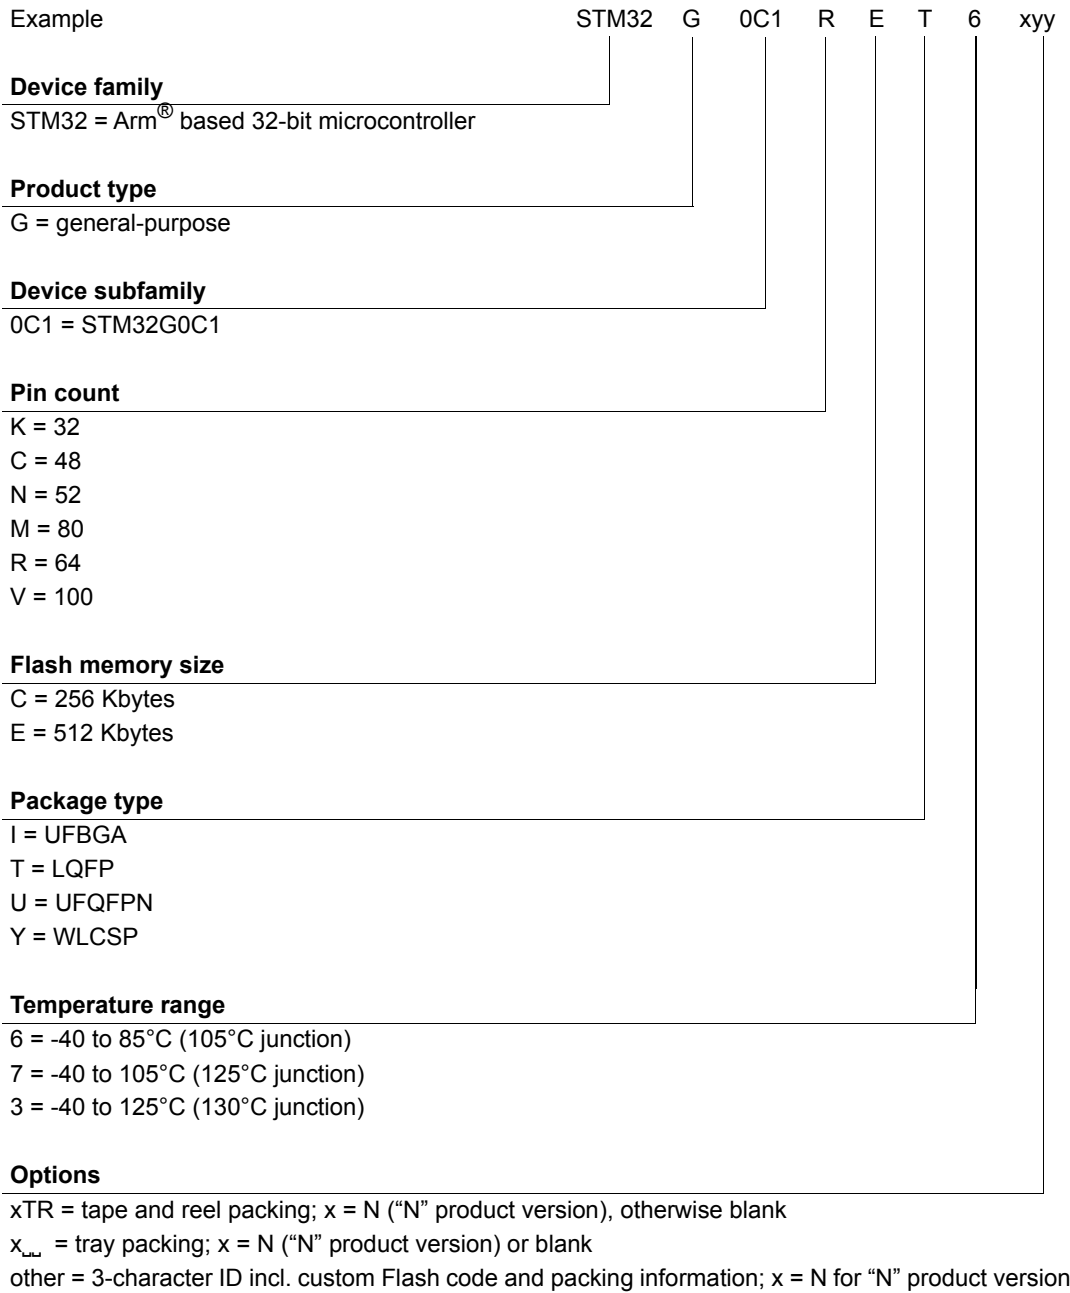 Example STM32 G 0C1 R E T 6 xyy
Device family
STM32 = Arm® based 32-bit microcontroller
Product type
G = general-purpose
Device subfamily
0C1 = STM32G0C1
Pin count
K = 32
C = 48
N = 52
M = 80
R = 64
V = 100
Flash memory size
C = 256 Kbytes
E = 512 Kbytes
Package type
I = UFBGA
T = LQFP
U = UFQFPN
Y = WLCSP
Temperature range
6 = -40 to 85°C (105°C junction)
7 = -40 to 105°C (125°C junction)
3 = -40 to 125°C (130°C junction)
Options
xTR = tape and reel packing; x = N (“N” product version), otherwise blank
x␣␣ = tray packing; x = N (“N” product version) or blank
other = 3-character ID incl. custom Flash code and packing information; x = N for “N” product version